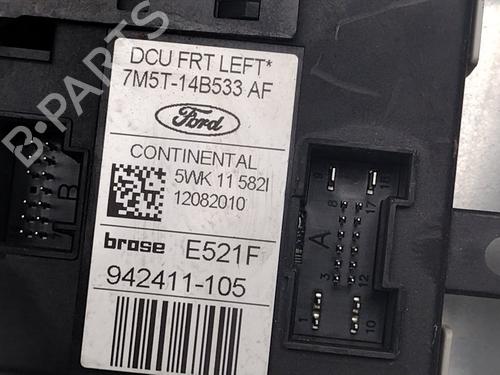 DCU FRT LEFT*
7M5T-14B533 AF
Ford
CONTINENTAL
5WK 11 582I
12082010
brose E521F
942411-105
B-PARTS
B
A
9
18
8
17
3
12
1
10